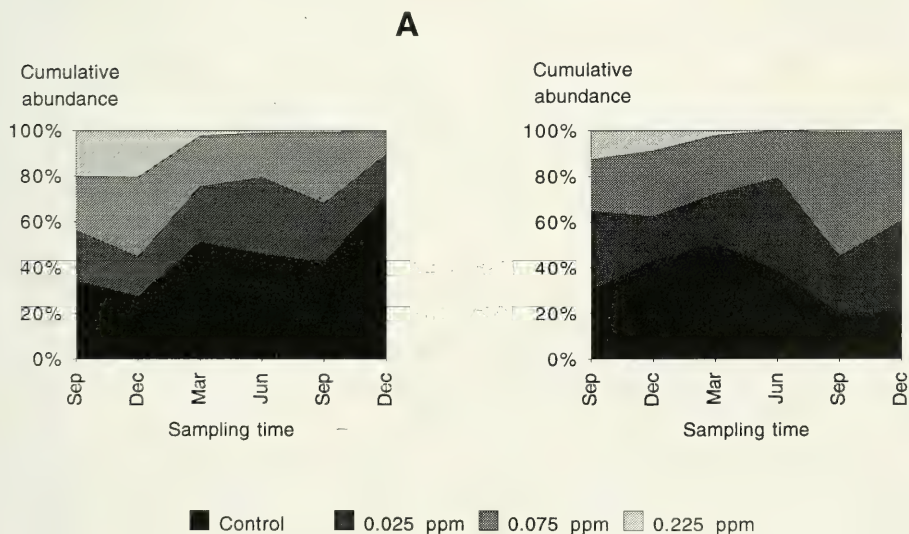 A
Cumulative
abundance
100%
80%
60%
40%
20%
0%
Sep
Dec
Mar
Jun
Sep
Dec
Sampling time
Cumulative
abundance
100%
80%
60%
40%
20%
0%
Sep
Dec
Mar
Jun
Sep
Dec
Sampling time
Control 0.025 ppm 0.075 ppm 0.225 ppm